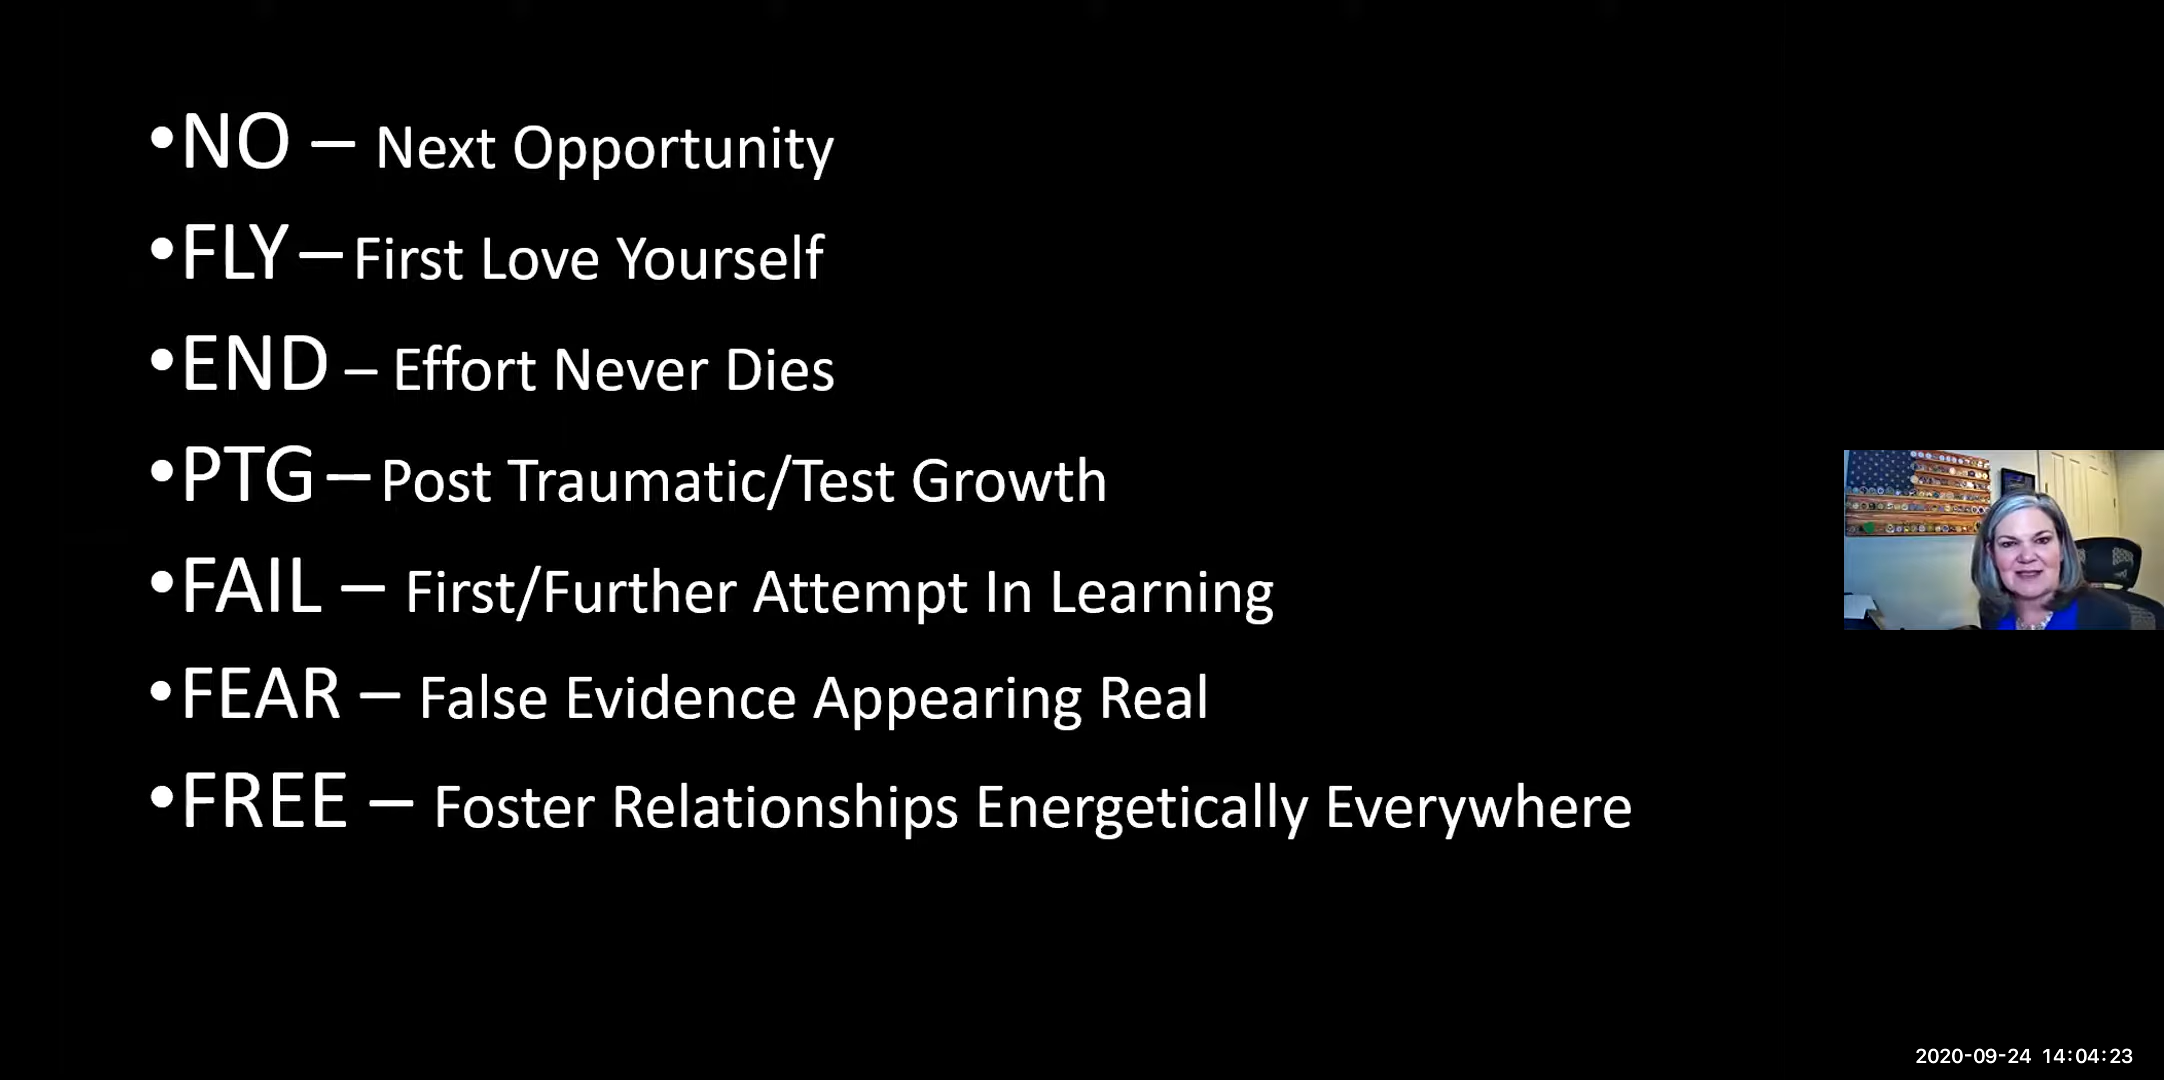 •NO – Next Opportunity
•FLY – First Love Yourself
•END – Effort Never Dies
•PTG – Post Traumatic/Test Growth
•FAIL – First/Further Attempt In Learning
•FEAR – False Evidence Appearing Real
•FREE – Foster Relationships Energetically Everywhere
2020-09-24 14:04:23